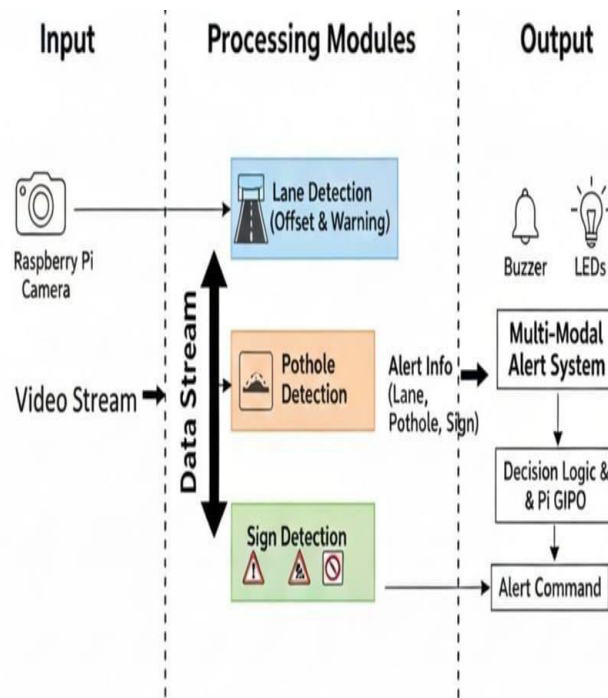 Input
Processing Modules
Output
Raspberry Pi
Camera
Lane Detection
(Offset & Warning)
Buzzer
LEDs
Video Stream
Data Stream
Pothole
Detection
Alert Info
(Lane,
Pothole, Sign)
Multi-Modal
Alert System
Sign Detection
Decision Logic &
& Pi GIPO
Alert Command